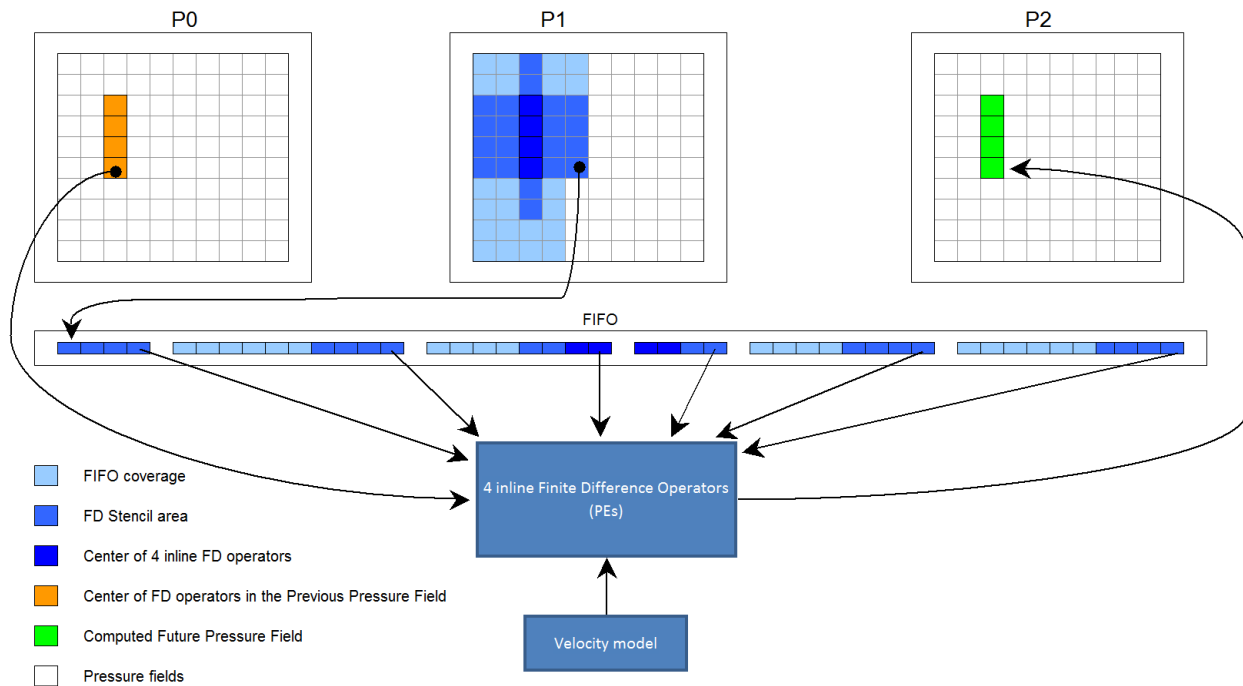 P0
P1
P2
FIFO
4 inline Finite Difference Operators
(PEs)
Velocity model
FIFO coverage
FD Stencil area
Center of 4 inline FD operators
Center of FD operators in the Previous Pressure Field
Computed Future Pressure Field
Pressure fields